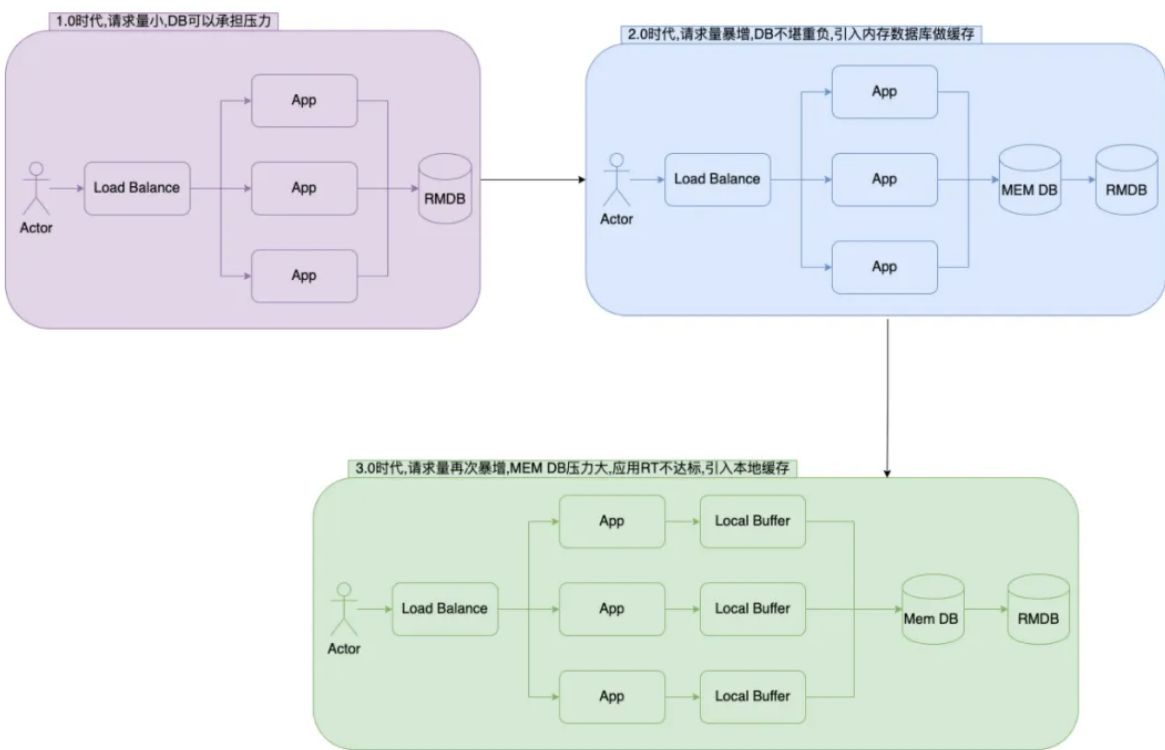 1.0时代,请求量小,DB可以承担压力
App
Load Balance
App
RMDB
Actor
App
2.0时代,请求量暴增,DB不堪重负,引入内存数据库做缓存
App
Load Balance
App
MEM DB
RMDB
Actor
App
3.0时代,请求量再次暴增,MEM DB压力大,应用RT不达标,引入本地缓存
App
Local Buffer
Load Balance
App
Local Buffer
Mem DB
RMDB
Actor
App
Local Buffer